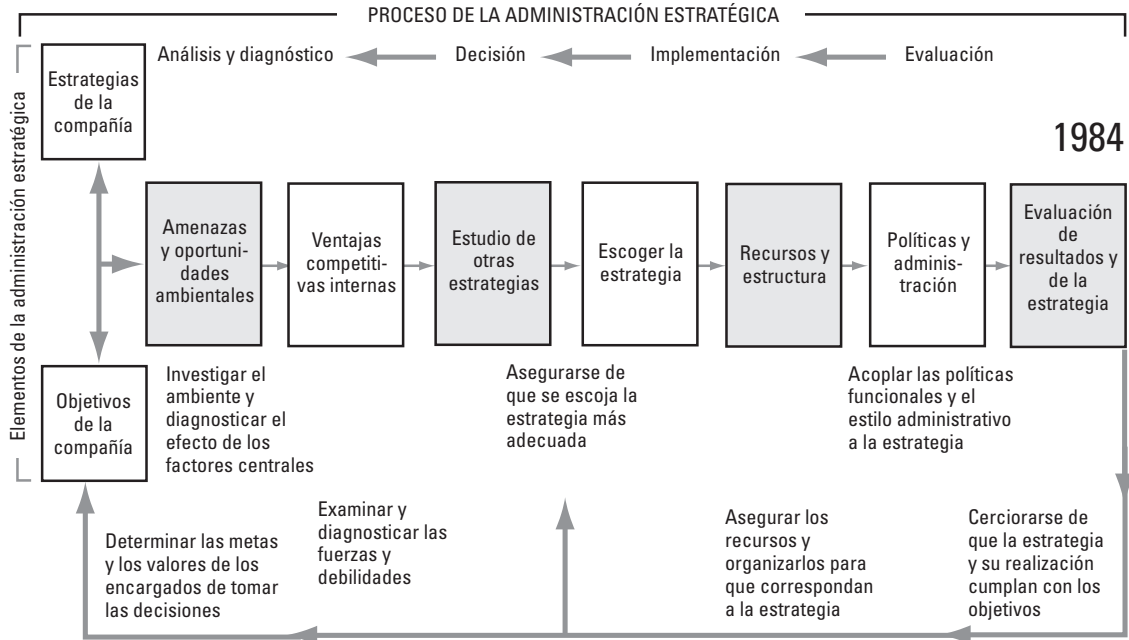 PROCESO DE LA ADMINISTRACIÓN ESTRATÉGICA
Elementos de la administración estratégica
Análisis y diagnóstico
Decisión
Implementación
Evaluación
1984
Estrategias
de la
compañía
Amenazas
y oportuni-
dades
ambientales
Ventajas
competiti-
vas internas
Estudio de
otras
estrategias
Escoger la
estrategia
Recursos y
estructura
Políticas y
adminis-
tración
Evaluación
de
resultados y
de la
estrategia
Objetivos
de la
compañía
Investigar el
ambiente y
diagnosticar el
efecto de los
factores centrales
Asegurarse de
que se escoja la
estrategia más
adecuada
Acoplar las políticas
funcionales y el
estilo administrativo
a la estrategia
Determinar las metas
y los valores de los
encargados de tomar
las decisiones
Examinar y
diagnosticar las
fuerzas y
debilidades
Asegurar los
recursos y
organizarlos para
que correspondan
a la estrategia
Cerciorarse de
que la estrategia
y su realización
cumplan con los
objetivos